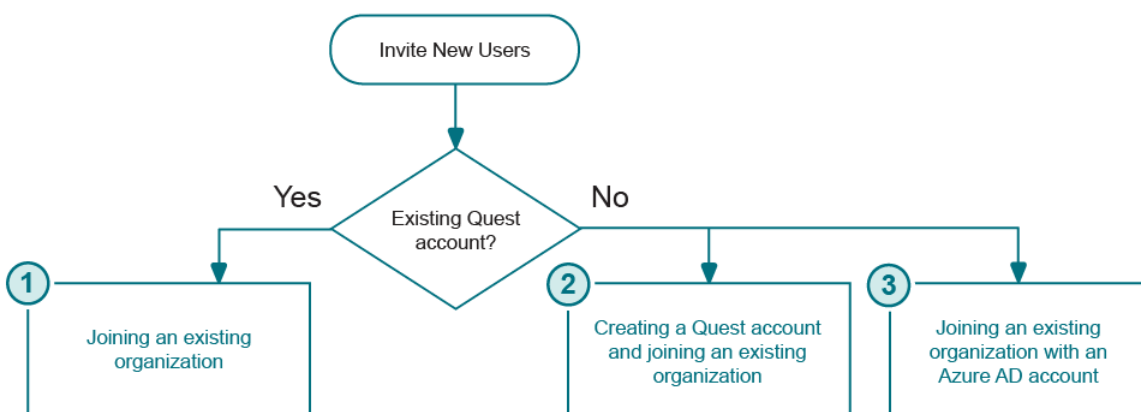 Invite New Users
Yes
No
Existing Quest
account?
1
2
3
Joining an existing
organization
Creating a Quest account
and joining an existing
organization
Joining an existing
organization with an
Azure AD account